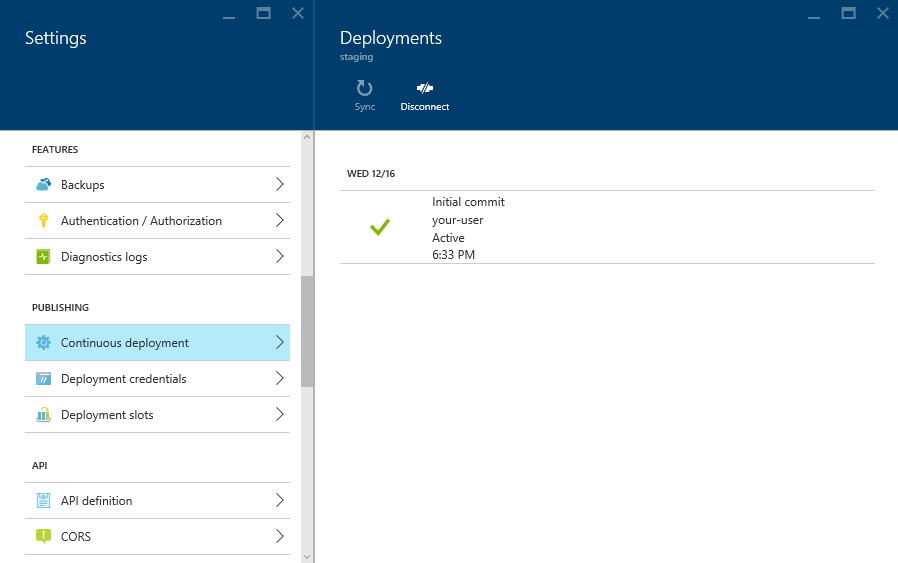 Settings
FEATURES
Backups
Authentication / Authorization
Diagnostics logs
PUBLISHING
Continuous deployment
Deployment credentials
Deployment slots
API
API definition
CORS
Deployments
staging
Sync
Disconnect
WED 12/16
Initial commit
your-user
Active
6:33 PM